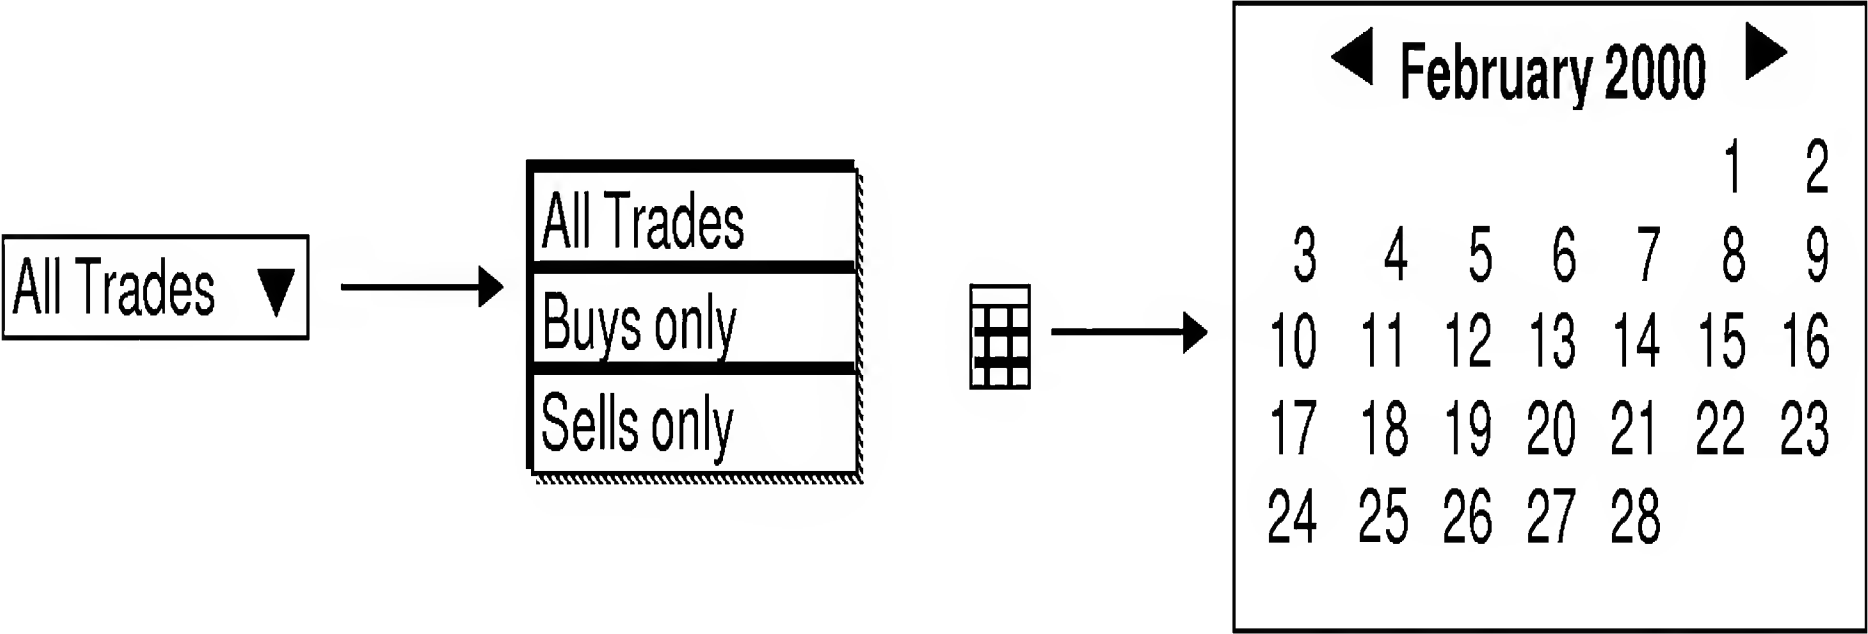 All Trades
All Trades
Buys only
Sells only
February 2000
1 2
3 4 5 6 7 8 9
10 11 12 13 14 15 16
17 18 19 20 21 22 23
24 25 26 27 28